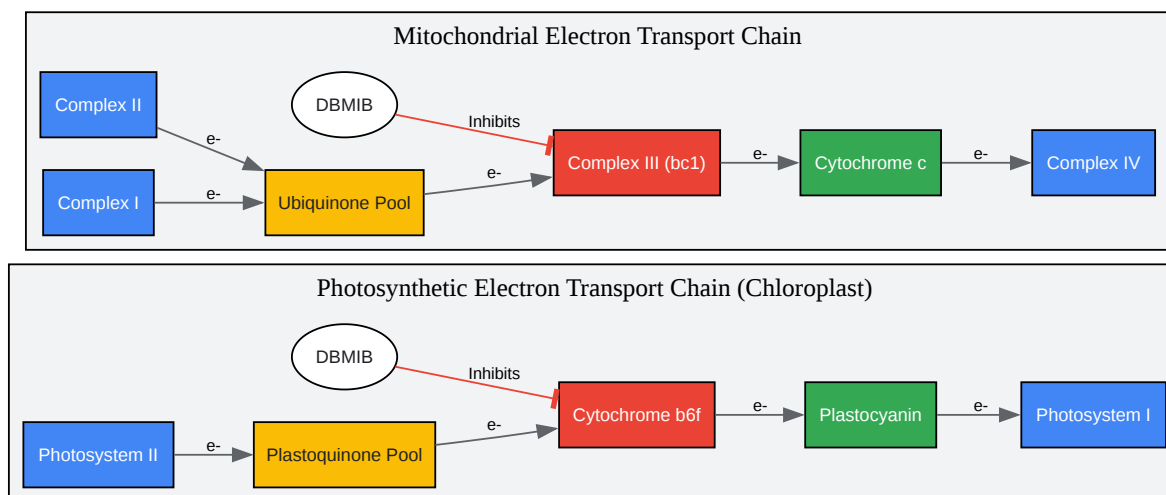 Mitochondrial Electron Transport Chain
Complex II
DBMIB
Inhibits
e-
Complex III (bc1)
e-
Cytochrome c
e-
Complex IV
Complex I
e-
Ubiquinone Pool
e-
Photosynthetic Electron Transport Chain (Chloroplast)
DBMIB
Inhibits
Cytochrome b6f
e-
Plastocyanin
e-
Photosystem I
Photosystem II
e-
Plastoquinone Pool
e-